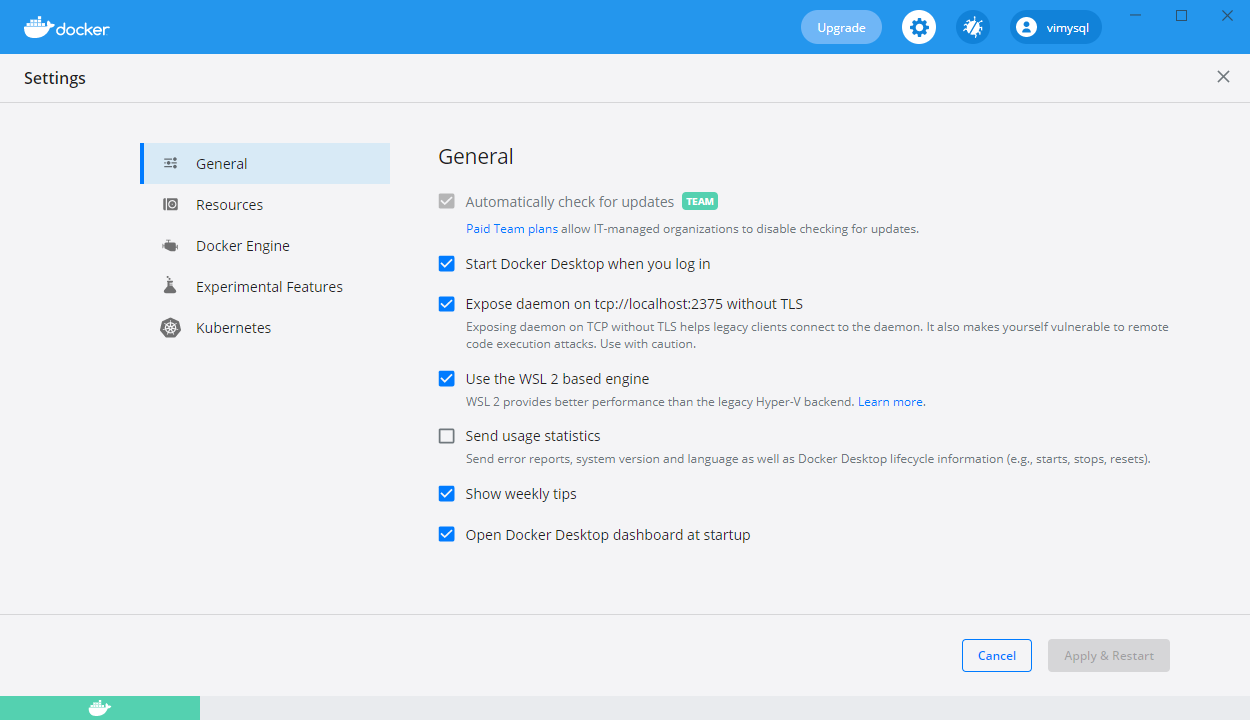 docker
Upgrade
vimysql
Settings
General
Resources
Docker Engine
Experimental Features
Kubernetes
General
Automatically check for updates TEAM
Paid Team plans allow IT-managed organizations to disable checking for updates.
Start Docker Desktop when you log in
Expose daemon on tcp://localhost:2375 without TLS
Exposing daemon on TCP without TLS helps legacy clients connect to the daemon. It also makes yourself vulnerable to remote
code execution attacks. Use with caution.
Use the WSL 2 based engine
WSL 2 provides better performance than the legacy Hyper-V backend. Learn more.
Send usage statistics
Send error reports, system version and language as well as Docker Desktop lifecycle information (e.g., starts, stops, resets).
Show weekly tips
Open Docker Desktop dashboard at startup
Cancel
Apply & Restart